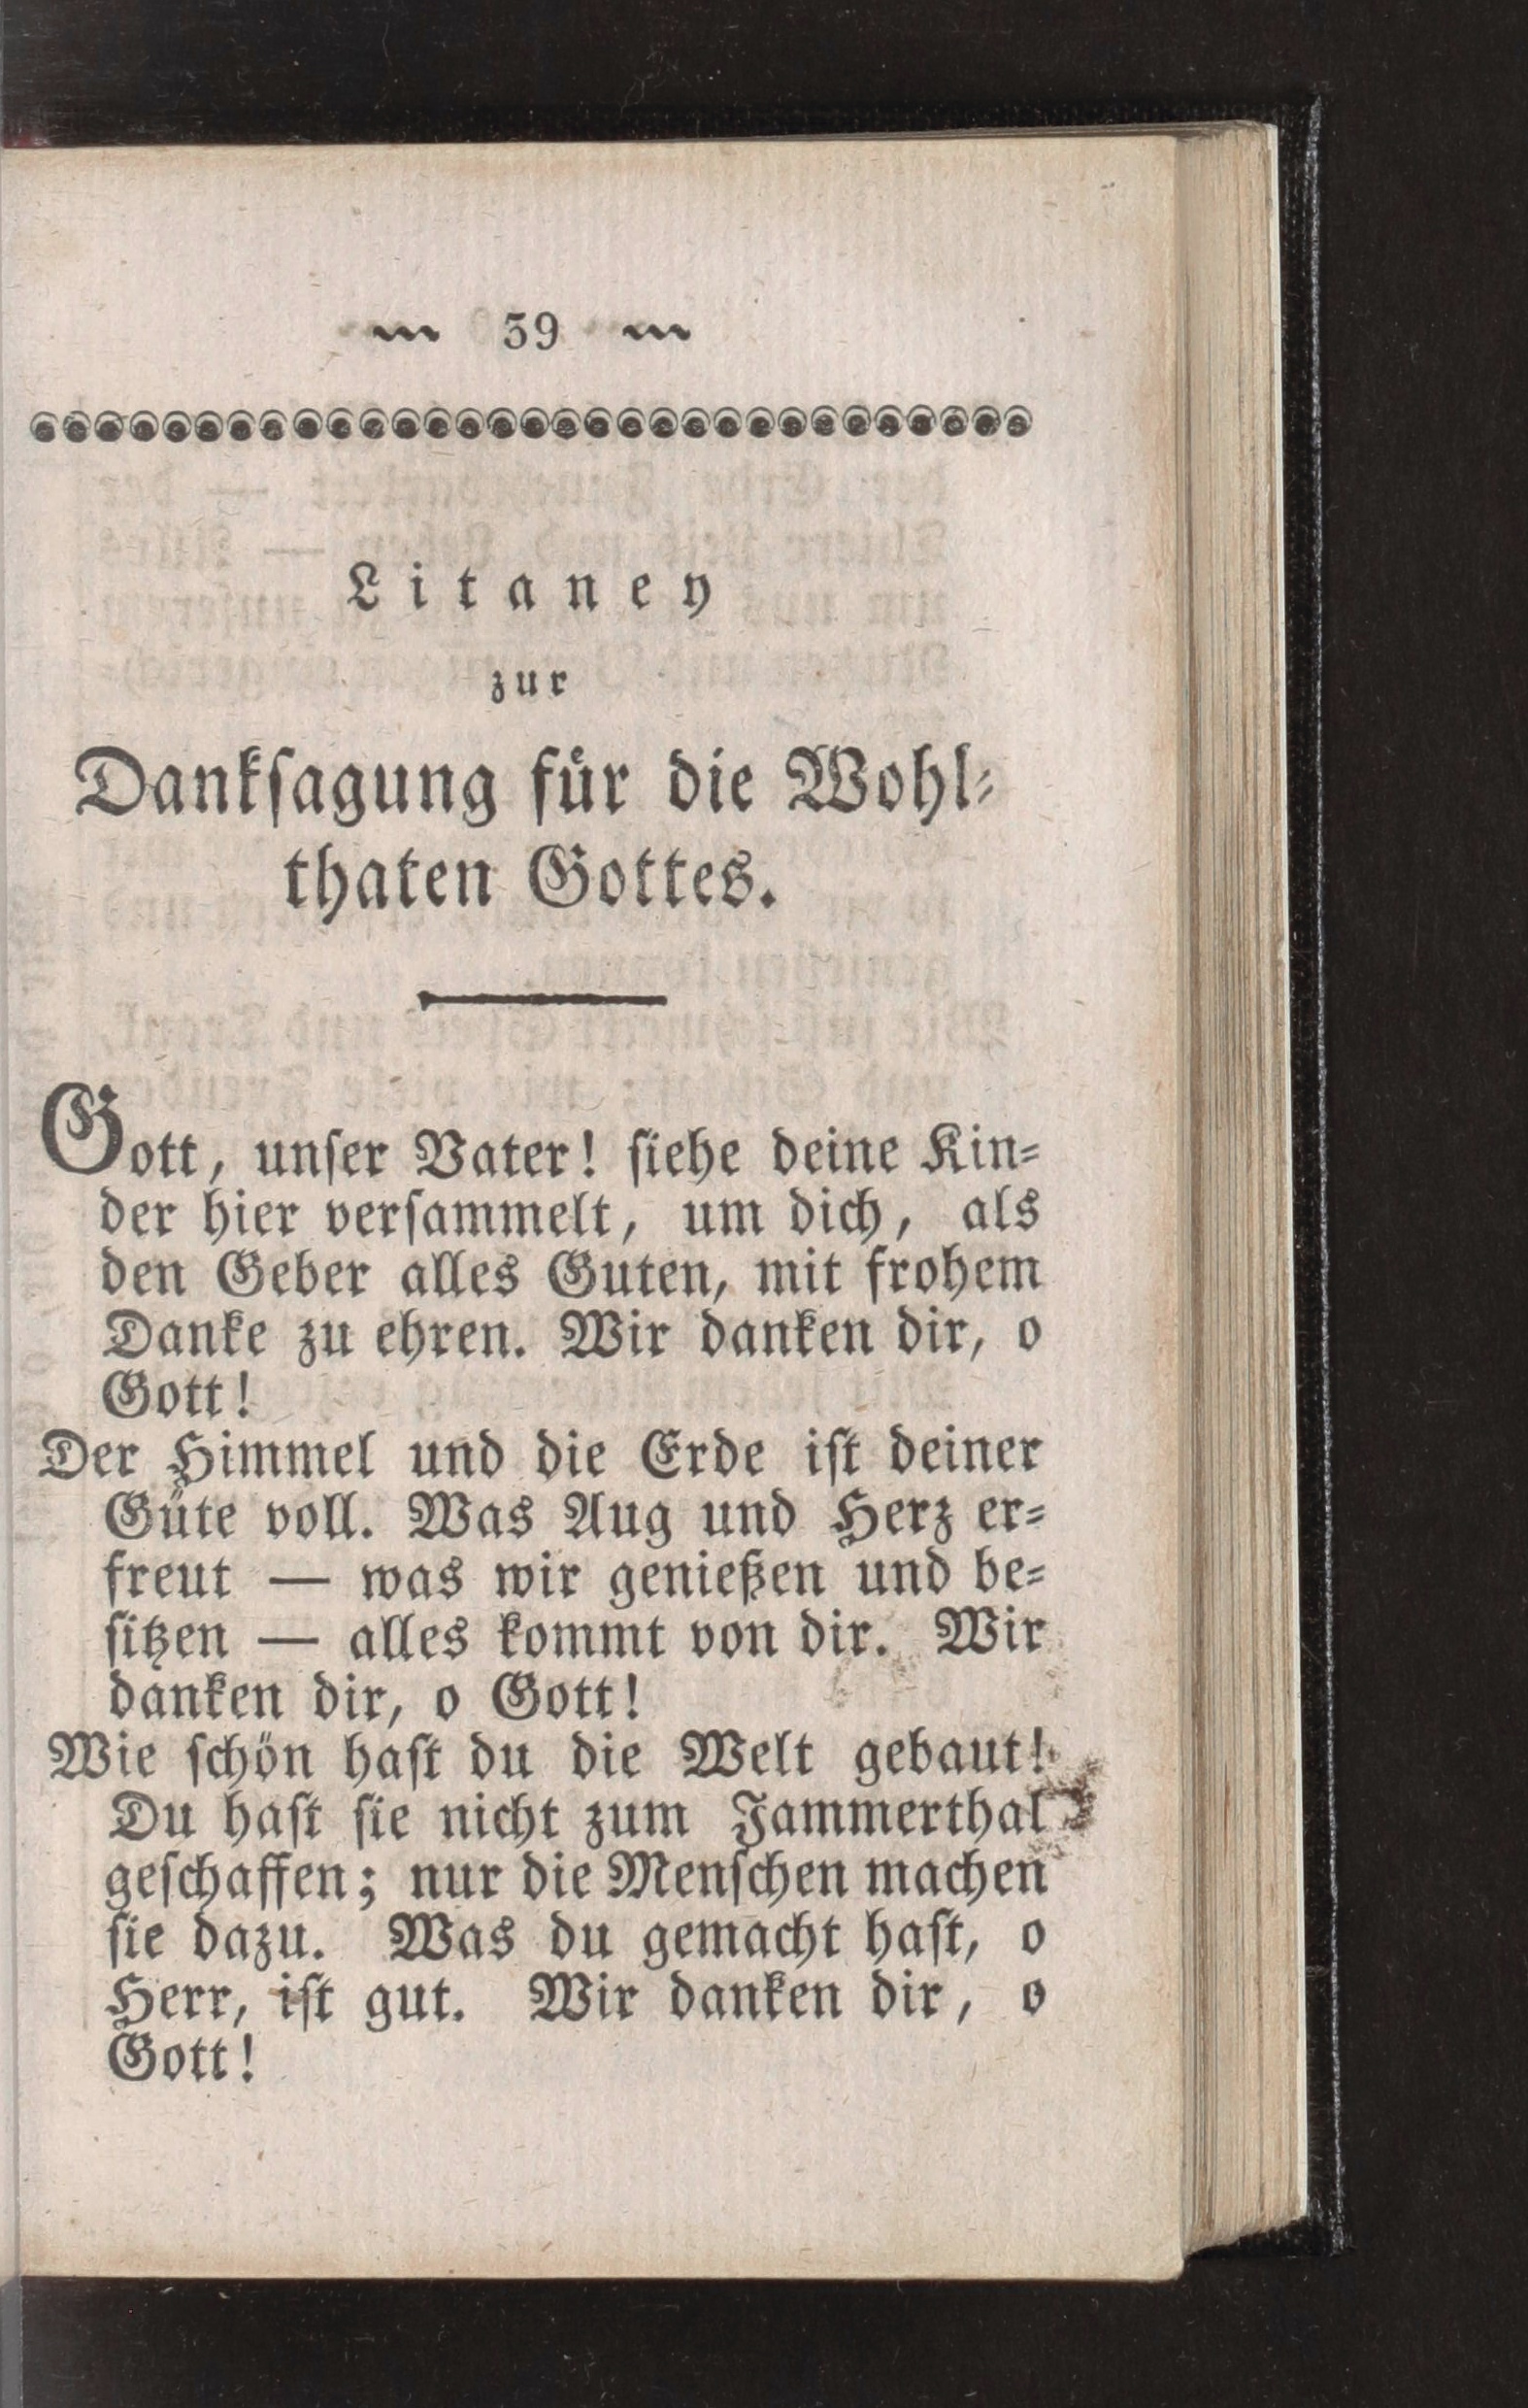 39
Litaney
zur
Dankſagung für die Wohl-
thaten Gottes.
Gott, unſer Vater! ſiehe deine Kin-
der hier verſammelt, um dich, als
den Geber alles Guten, mit frohem
Danke zu ehren. Wir danken dir, o
Gott!
Der Himmel und die Erde iſt deiner
Güte voll. Was Aug und Herz er-
freut — was wir genießen und be-
ſitzen — alles kommt von dir. Wir
danken dir, o Gott!
Wie ſchön haſt du die Welt gebaut!
Du haſt ſie nicht zum Jammerthal
geſchaffen; nur die Menſchen machen
ſie dazu. Was du gemacht haſt, o
Herr, iſt gut. Wir danken dir, o
Gott!